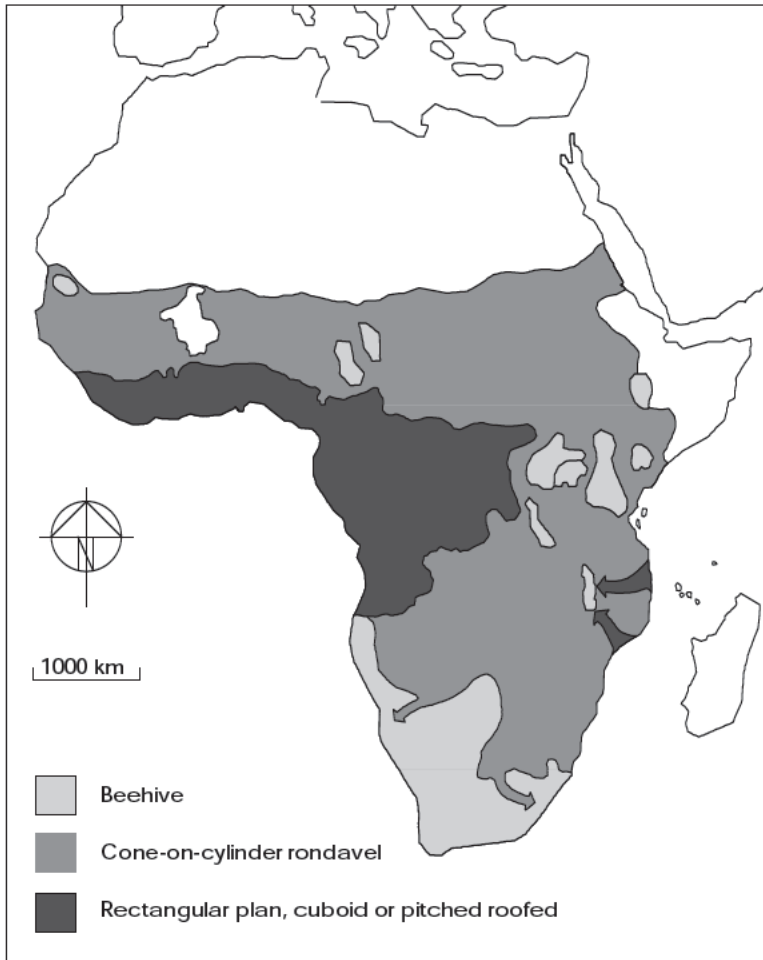 N
1000 km
Beehive
Cone-on-cylinder rondavel
Rectangular plan, cuboid or pitched roofed